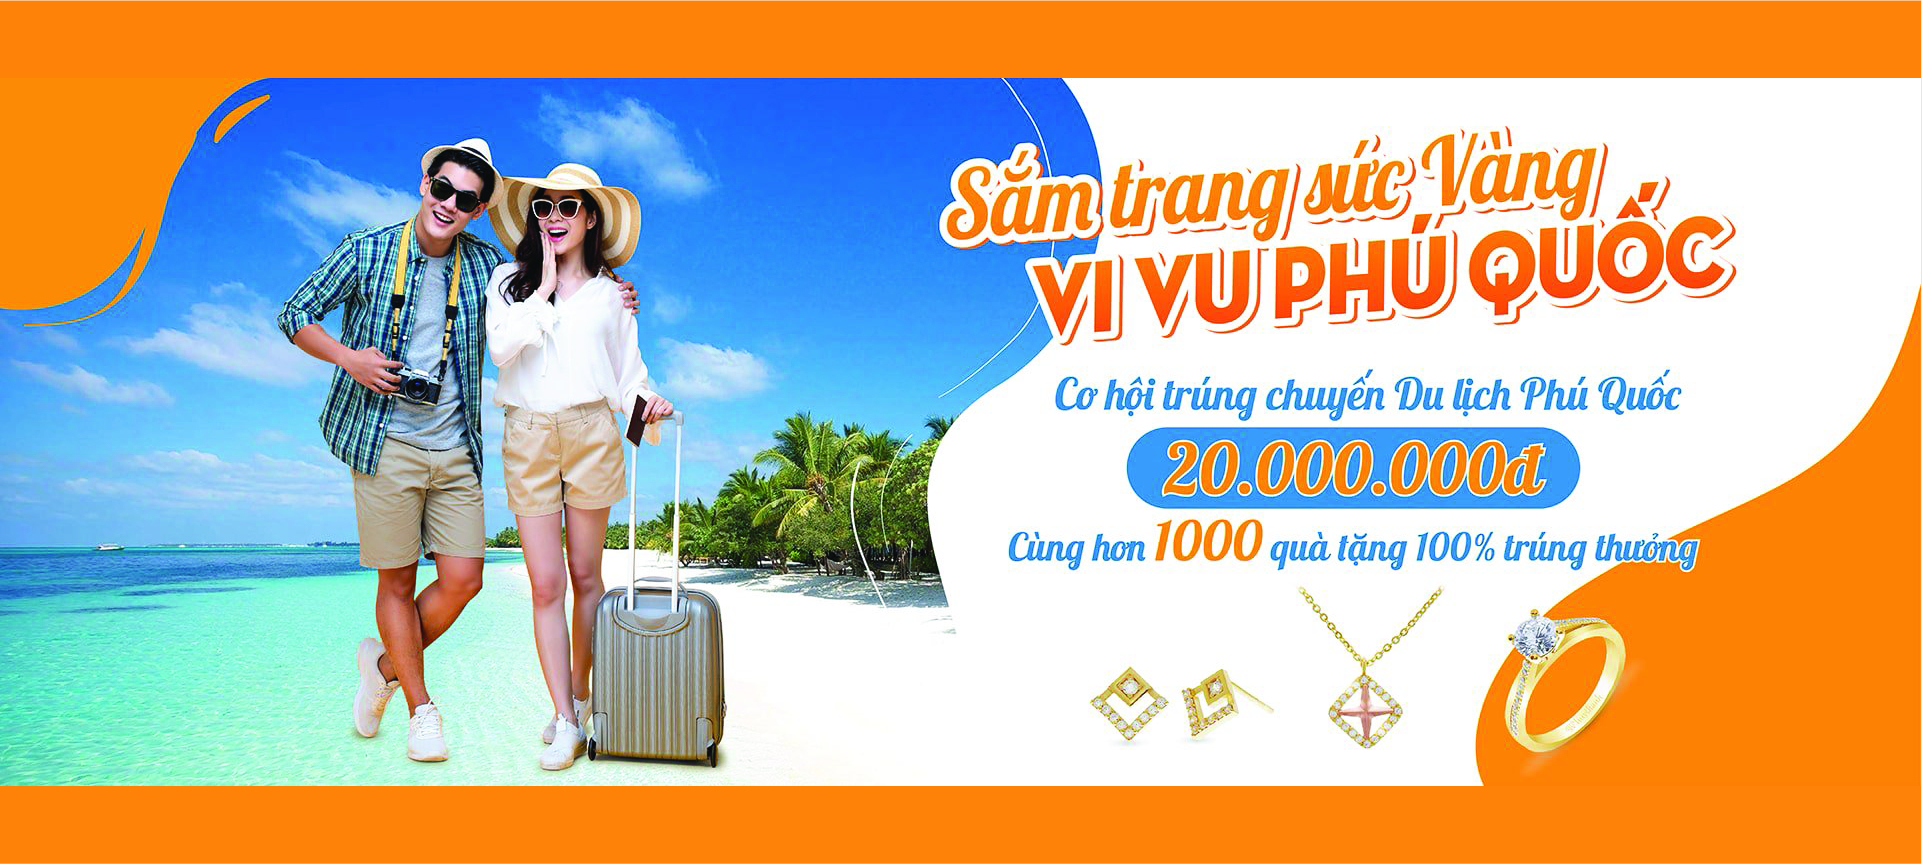 Sắm trang sức Vàng
VI VU PHÚ QUỐC
Cơ hội trúng chuyến Du lịch Phú Quốc
20.000.000đ
Cùng hơn 1000 quà tặng 100% trúng thưởng